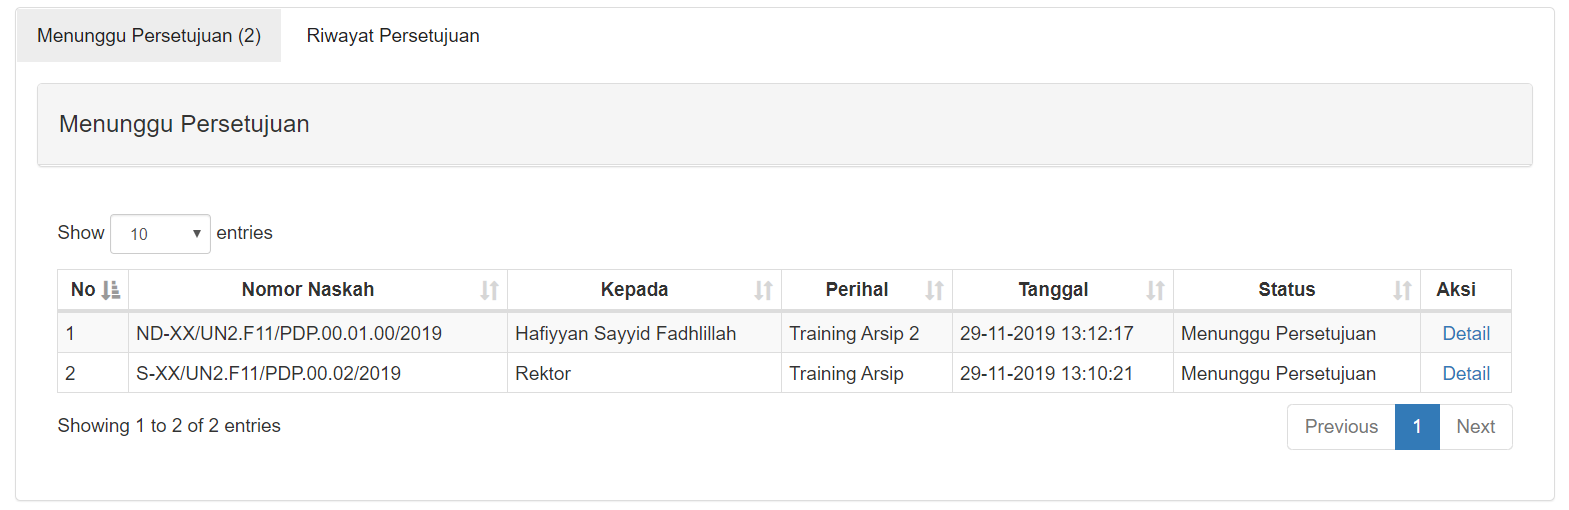 Menunggu Persetujuan (2) Riwayat Persetujuan
Menunggu Persetujuan
Show 10 entries
No Nomor Naskah Kepada Perihal Tanggal Status Aksi
1 ND-XX/UN2.F11/PDP.00.01.00/2019 Hafiyyan Sayyid Fadhlillah Training Arsip 2 29-11-2019 13:12:17 Menunggu Persetujuan Detail
2 S-XX/UN2.F11/PDP.00.02/2019 Rektor Training Arsip 29-11-2019 13:10:21 Menunggu Persetujuan Detail
Showing 1 to 2 of 2 entries Previous 1 Next